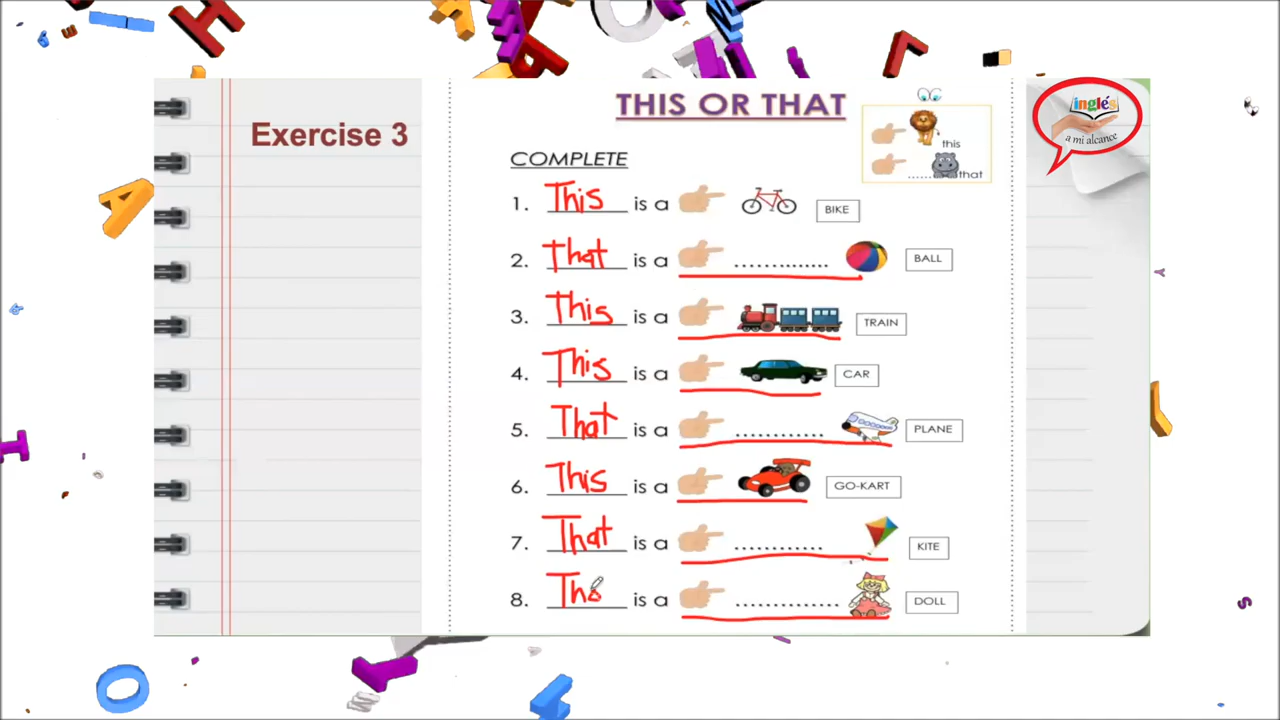 Exercise 3
THIS OR THAT
inglés
a mi alcance
this
......that
COMPLETE
1. This is a BIKE
2. That is a ............. BALL
3. This is a TRAIN
4. This is a CAR
5. That is a ............ PLANE
6. This is a GO-KART
7. That is a ............ KITE
8. Tha is a .............. DOLL